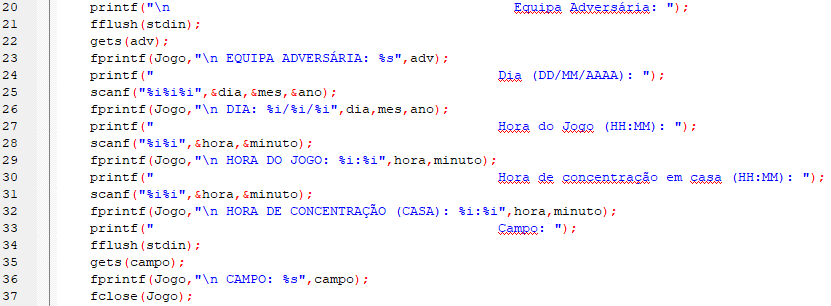 20 printf("\n Equipa Adversária: ");
21 fflush(stdin);
22 gets(adv);
23 fprintf(Jogo,"\n EQUIPA ADVERSÁRIA: %s",adv);
24 printf(" Dia (DD/MM/AAAA): ");
25 scanf("%i%i%i",&dia,&mes,&ano);
26 fprintf(Jogo,"\n DIA: %i/%i/%i",dia,mes,ano);
27 printf(" Hora do Jogo (HH:MM): ");
28 scanf("%i%i",&hora,&minuto);
29 fprintf(Jogo,"\n HORA DO JOGO: %i:%i",hora,minuto);
30 printf(" Hora de concentração em casa (HH:MM): ");
31 scanf("%i%i",&hora,&minuto);
32 fprintf(Jogo,"\n HORA DE CONCENTRAÇÃO (CASA): %i:%i",hora,minuto);
33 printf(" Campo: ");
34 fflush(stdin);
35 gets(campo);
36 fprintf(Jogo,"\n CAMPO: %s",campo);
37 fclose(Jogo);